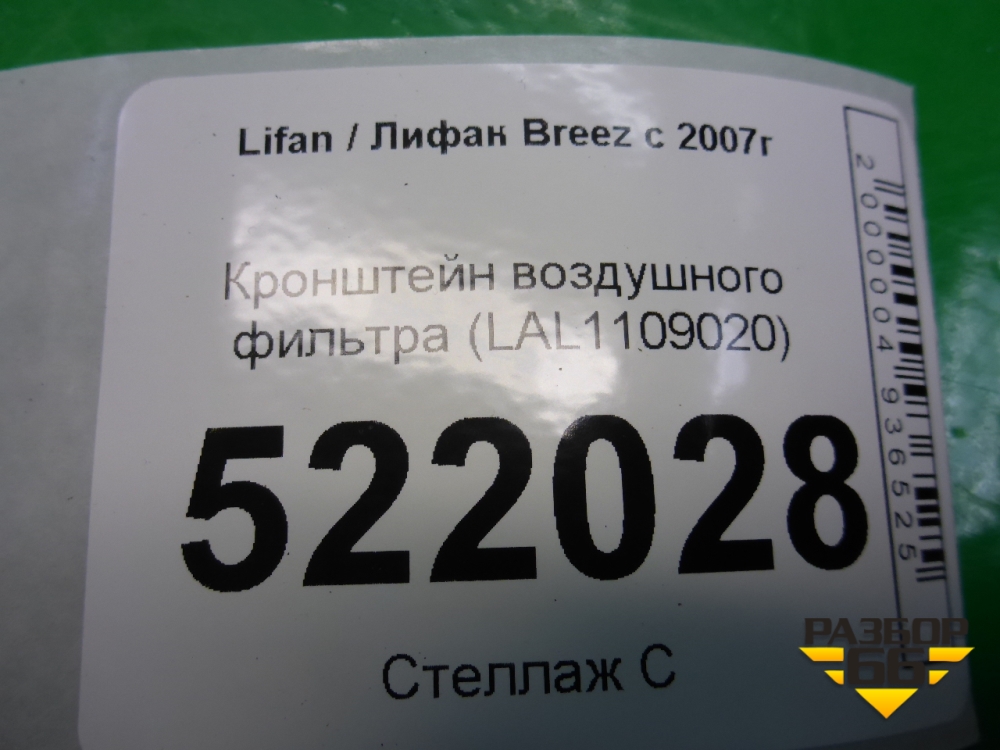 Lifan / Лифан Breez с 2007г
Кронштейн воздушного
фильтра (LAL1109020)
522028
Стеллаж С
2000004936525
РАЗБОР
66